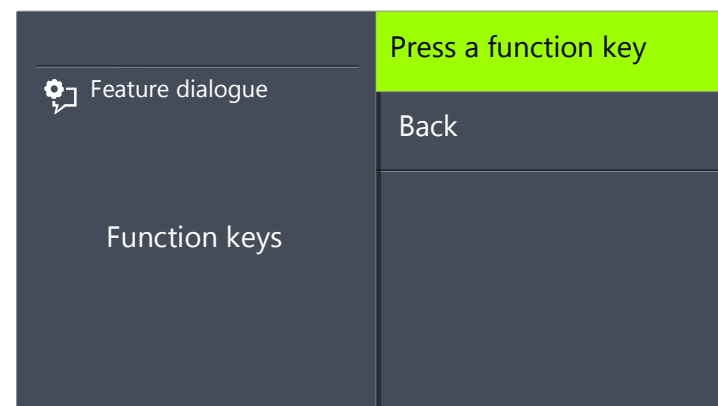 Feature dialogue
Function keys
Press a function key
Back